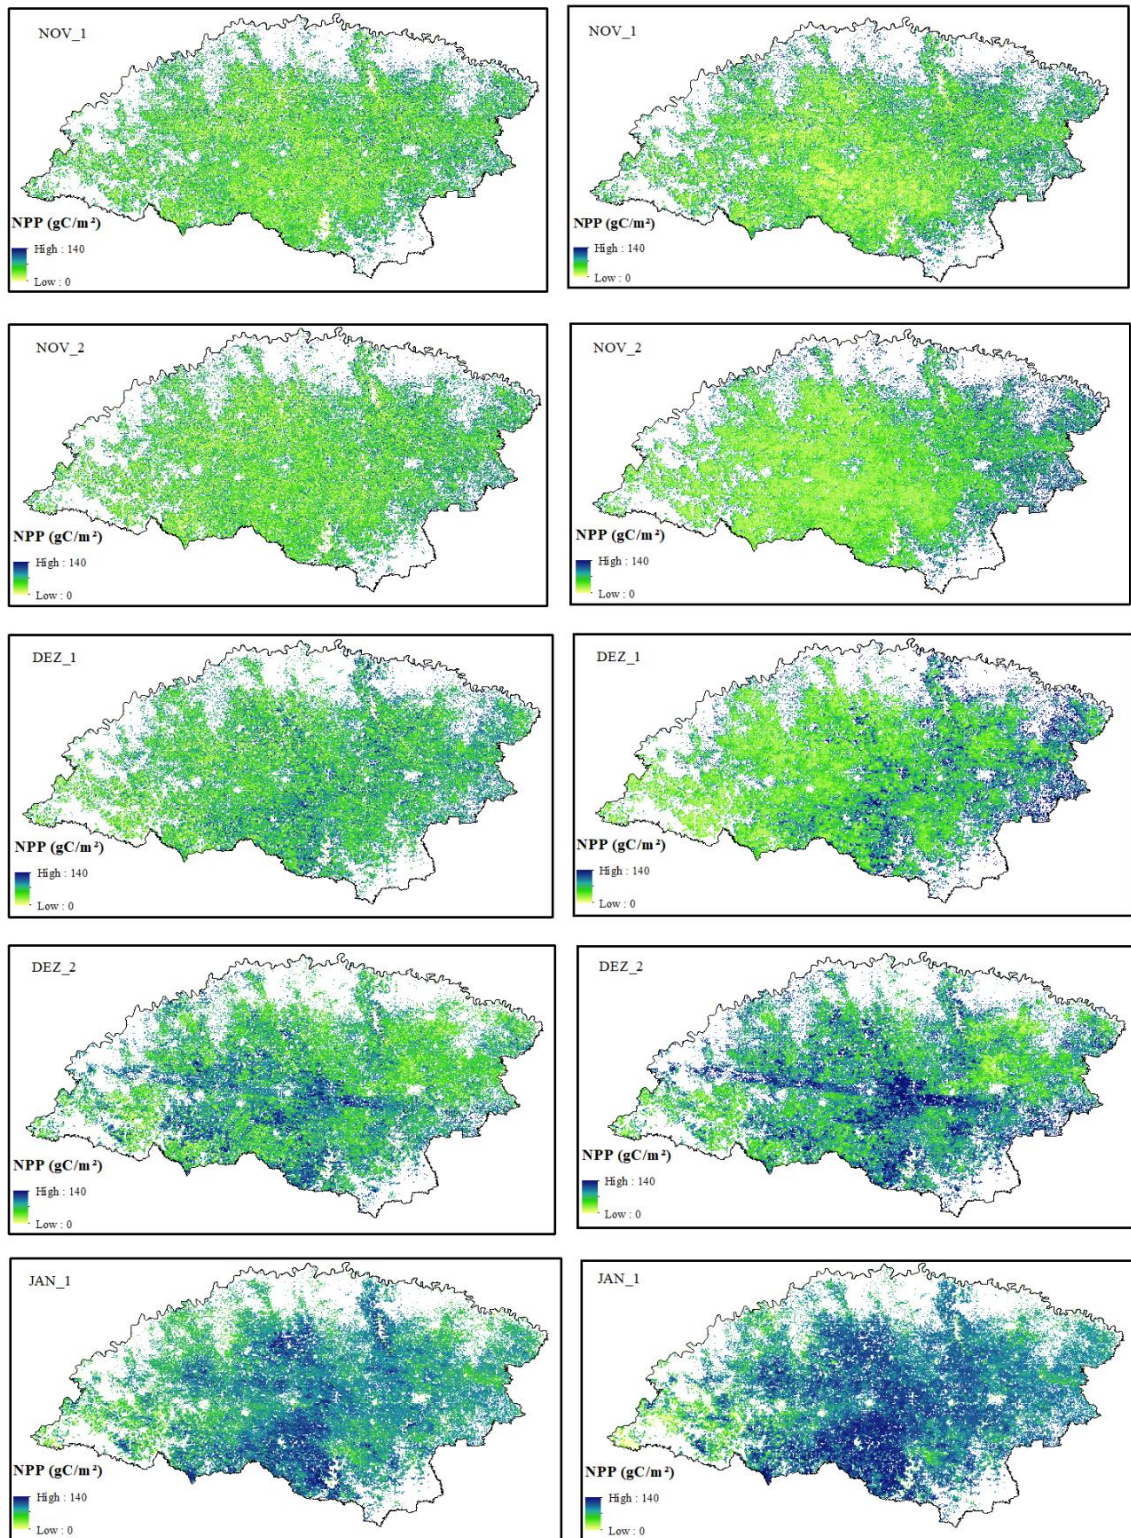 NOV_1
NPP (gC/m²)
High : 140
Low : 0
NOV_1
NPP (gC/m²)
High : 140
Low : 0
NOV_2
NPP (gC/m²)
High : 140
Low : 0
NOV_2
NPP (gC/m²)
High : 140
Low : 0
DEZ_1
NPP (gC/m²)
High : 140
Low : 0
DEZ_1
NPP (gC/m²)
High : 140
Low : 0
DEZ_2
NPP (gC/m²)
High : 140
Low : 0
DEZ_2
NPP (gC/m²)
High : 140
Low : 0
JAN_1
NPP (gC/m²)
High : 140
Low : 0
JAN_1
NPP (gC/m²)
High : 140
Low : 0